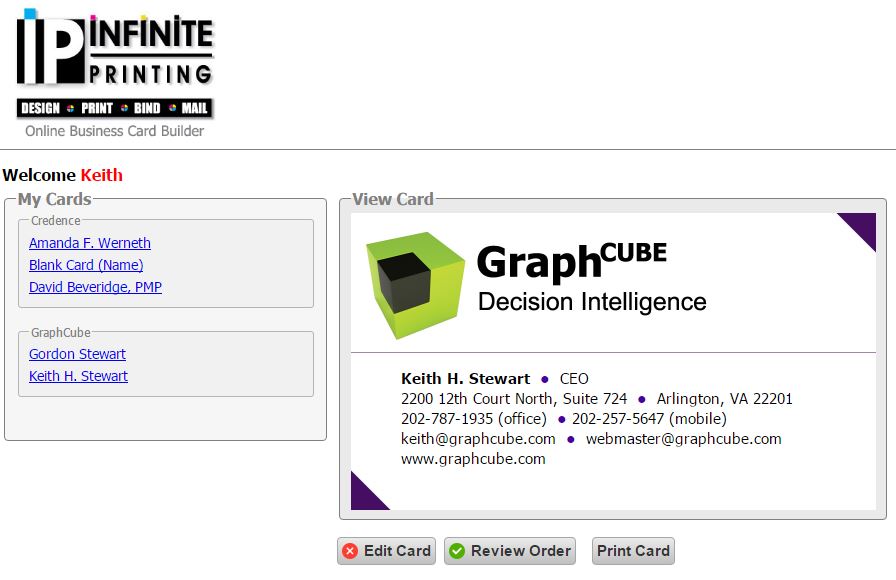 iP iNFiNiTE
PRINTING
DESIGN • PRINT • BIND • MAIL
Online Business Card Builder
Welcome Keith
My Cards
Credence
Amanda F. Werneth
Blank Card (Name)
David Beveridge, PMP
GraphCube
Gordon Stewart
Keith H. Stewart
View Card
GraphCUBE
Decision Intelligence
Keith H. Stewart • CEO
2200 12th Court North, Suite 724 • Arlington, VA 22201
202-787-1935 (office) • 202-257-5647 (mobile)
keith@graphcube.com • webmaster@graphcube.com
www.graphcube.com
Edit Card Review Order Print Card